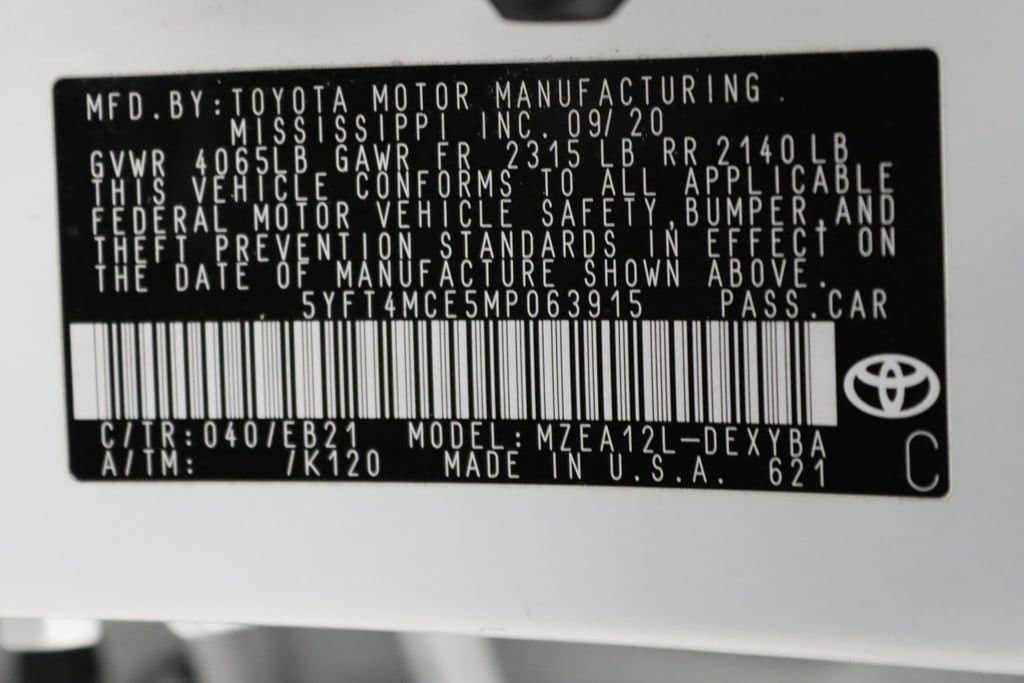 MFD.BY:TOYOTA MOTOR MANUFACTURING
MISSISSIPPI INC. 09/20
GVWR 4065LB GAWR FR 2315 LB RR 2140 LB
THIS VEHICLE CONFORMS TO ALL APPLICABLE
FEDERAL MOTOR VEHICLE SAFETY,BUMPER,AND
THEFT PREVENTION STANDARDS IN EFFECT ON
THE DATE OF MANUFACTURE SHOWN ABOVE.
5YFT4MCE5MP063915 PASS.CAR
C/TR:040/EB21 MODEL:MZEA12L-DEXYBA
A/TM: /K120 MADE IN U.S.A. 621
C